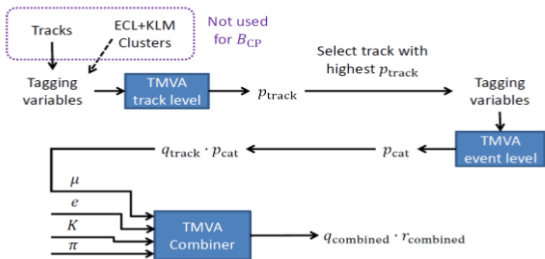 Tracks
ECL+KLM
Clusters
Not used
for B_CP
Tagging
variables
TMVA
track level
p_track
Select track with
highest p_track
Tagging
variables
TMVA
event level
p_cat
q_track · p_cat
μ
e
K
π
TMVA
Combiner
q_combined · r_combined